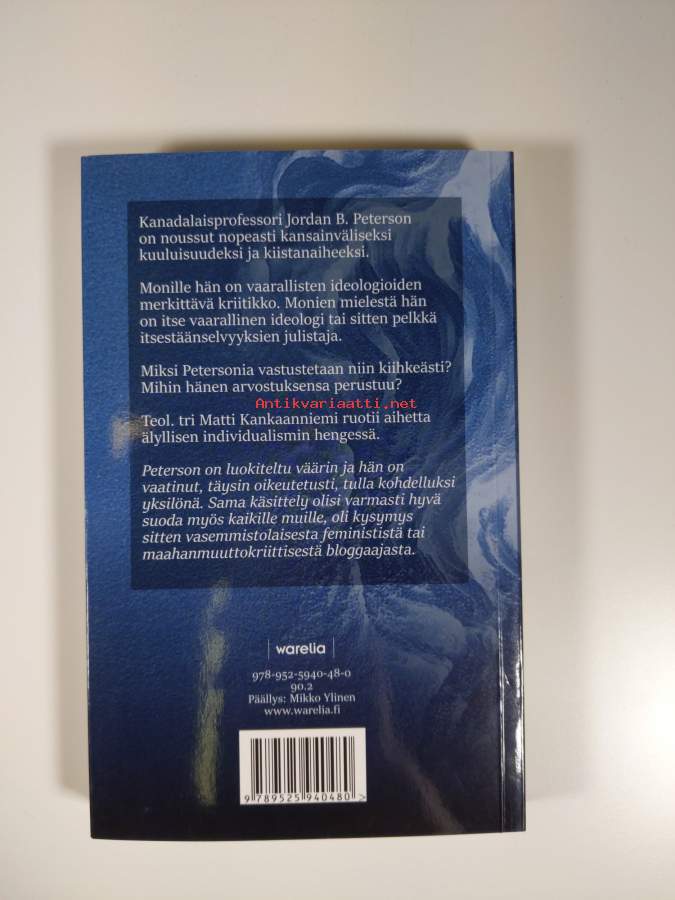 Kanadalaisprofessori Jordan B. Peterson
on noussut nopeasti kansainväliseksi
kuuluisuudeksi ja kiistanaiheeksi.
Monille hän on vaarallisten ideologioiden
merkittävä kriitikko. Monien mielestä hän
on itse vaarallinen ideologi tai sitten pelkkä
itsestäänselvyyksien julistaja.
Miksi Petersonia vastustetaan niin kiihkeästi?
Mihin hänen arvostuksensa perustuu?
Antikvariaatti.net
Teol. tri Matti Kankaanniemi ruotii aihetta
älyllisen individualismin hengessä.
Peterson on luokiteltu väärin ja hän on
vaatinut, täysin oikeutetusti, tulla kohdelluksi
yksilönä. Sama käsittely olisi varmasti hyvä
suoda myös kaikille muille, oli kysymys
sitten vasemmistolaisesta feminististä tai
maahanmuuttokriittisestä bloggaajasta.
warelia
978-952-5940-48-0
90.2
Päällys: Mikko Ylinen
www.warelia.fi
9 789525 940480 >